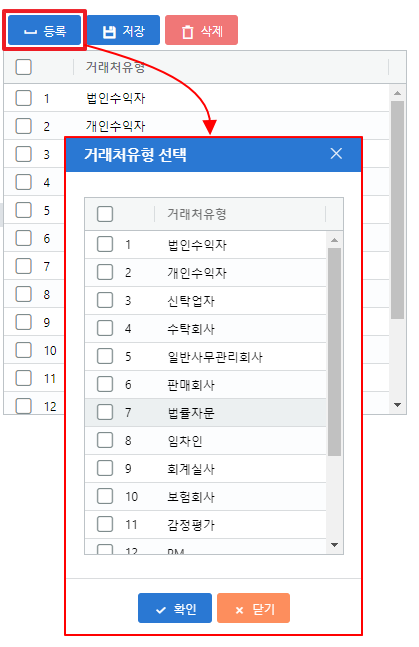 등록 저장 삭제
거래처유형
1 법인수익자
2 개인수익자
3
4
5
6
7
8
9
10
11
12
거래처유형 선택
거래처유형
1 법인수익자
2 개인수익자
3 신탁업자
4 수탁회사
5 일반사무관리회사
6 판매회사
7 법률자문
8 임차인
9 회계실사
10 보험회사
11 감정평가
12 PM
확인 닫기